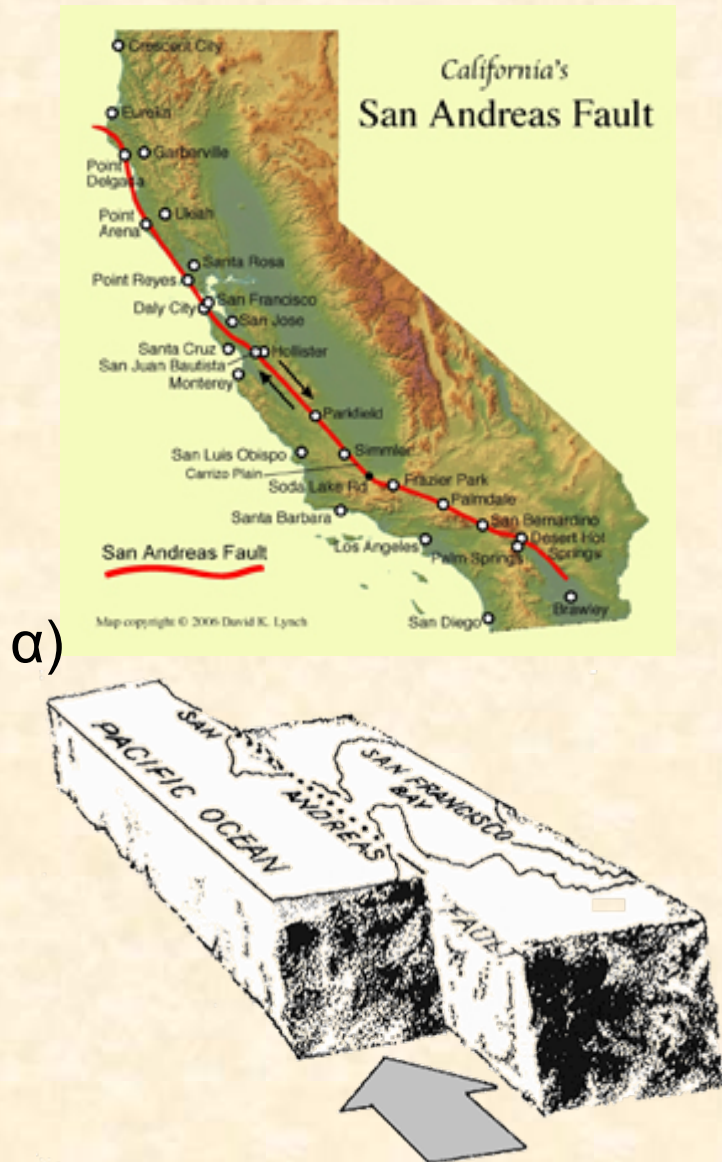 California's
San Andreas Fault
Crescent City
Eureka
Garberville
Point
Delgada
Ukiah
Point
Arena
Santa Rosa
Point Reyes
San Francisco
Daly City
San Jose
Santa Cruz
Hollister
San Juan Bautista
Monterey
Parkfield
San Luis Obispo
Simmler
Carrizo Plain
Soda Lake Rd
Frazier Park
Palmdale
Santa Barbara
San Bernardino
Los Angeles
Desert Hot
Springs
Palm Springs
San Andreas Fault
Brawley
Map copyright © 2006 David K. Lynch
San Diego
α)
SAN
PACIFIC OCEAN
SAN FRANCISCO
BAY
ANDREAS
FAULT